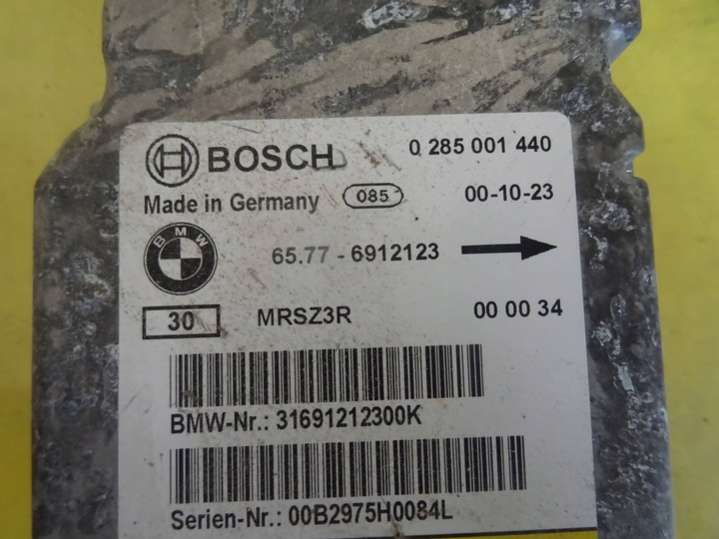 BOSCH 0 285 001 440
Made in Germany 085 00-10-23
BMW 65.77 - 6912123
30 MRSZ3R 00 00 34
BMW-Nr.: 31691212300K
Serien-Nr.: 00B2975H0084L